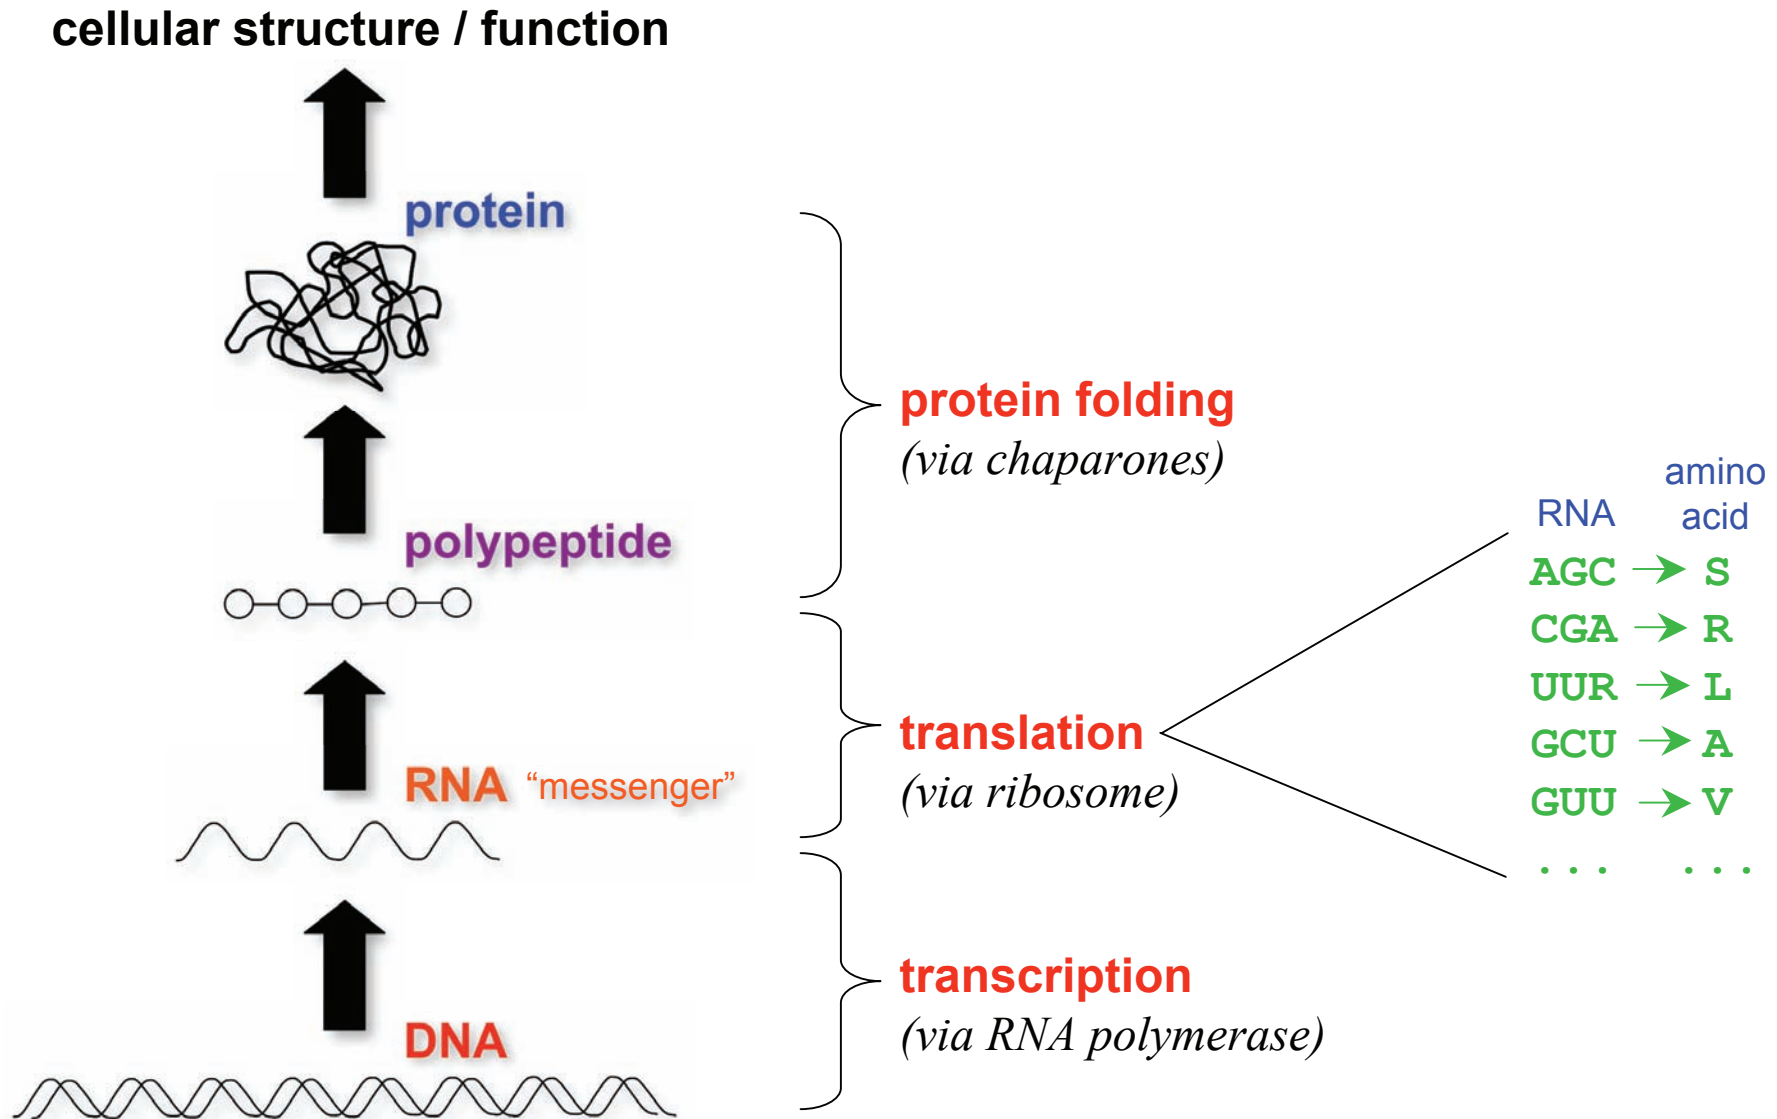 cellular structure / function
protein
protein folding
(via chaparones)
polypeptide
translation
(via ribosome)
RNA "messenger"
transcription
(via RNA polymerase)
DNA
RNA amino acid
AGC → S
CGA → R
UUR → L
GCU → A
GUU → V
... ...